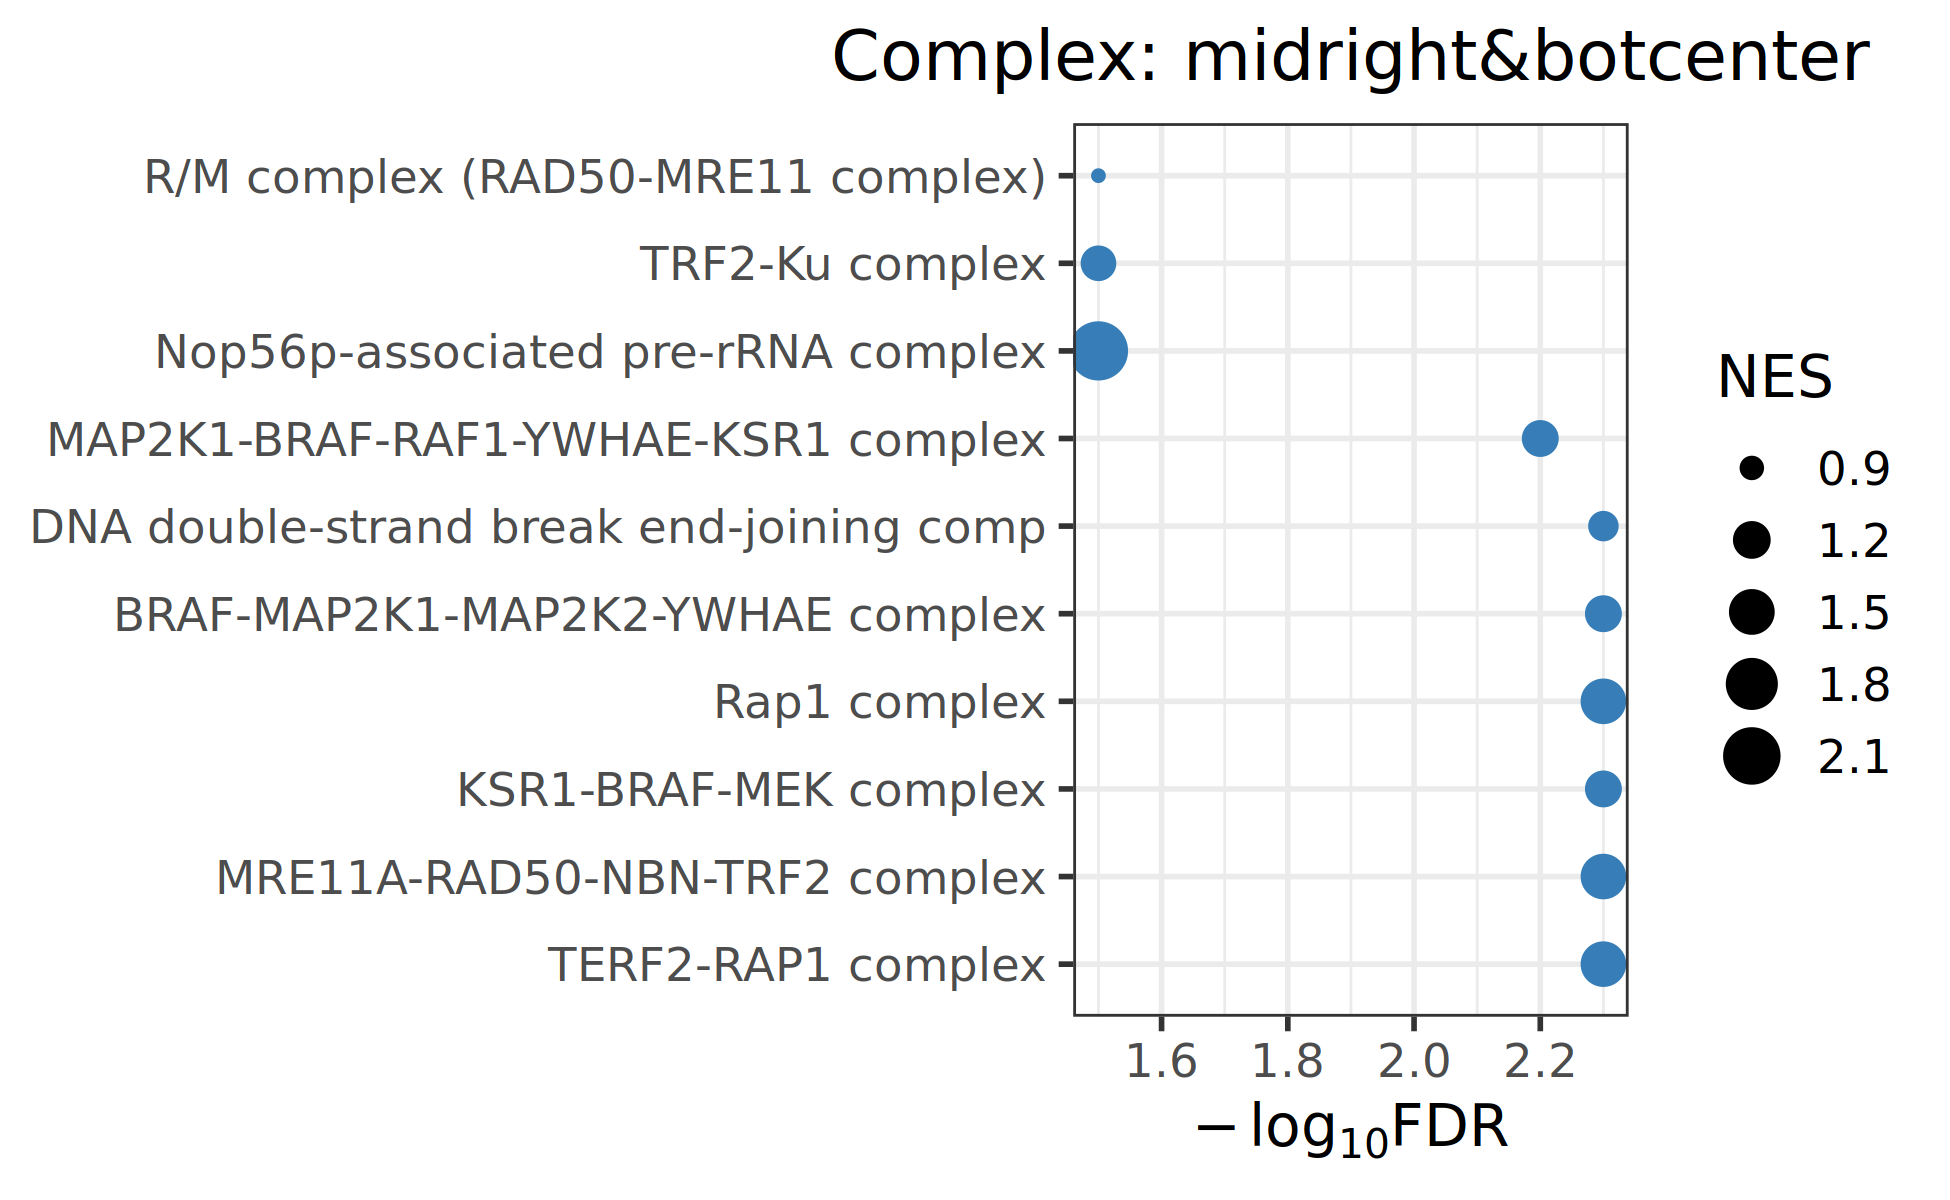 Complex: midright&botcenter
R/M complex (RAD50-MRE11 complex)
TRF2-Ku complex
Nop56p-associated pre-rRNA complex
MAP2K1-BRAF-RAF1-YWHAE-KSR1 complex
DNA double-strand break end-joining comp
BRAF-MAP2K1-MAP2K2-YWHAE complex
Rap1 complex
KSR1-BRAF-MEK complex
MRE11A-RAD50-NBN-TRF2 complex
TERF2-RAP1 complex
1.6 1.8 2.0 2.2
−log₁₀FDR
NES
0.9
1.2
1.5
1.8
2.1